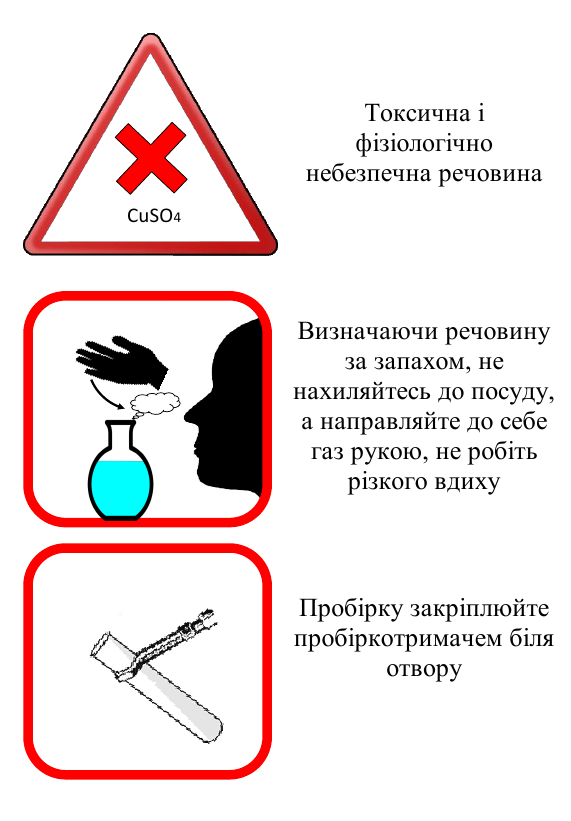 CuSO4
Токсична і
фізіологічно
небезпечна речовина
Визначаючи речовину
за запахом, не
нахиляйтесь до посуду,
а направляйте до себе
газ рукою, не робіть
різкого вдиху
Пробірку закріплюйте
пробіркотримачем біля
отвору